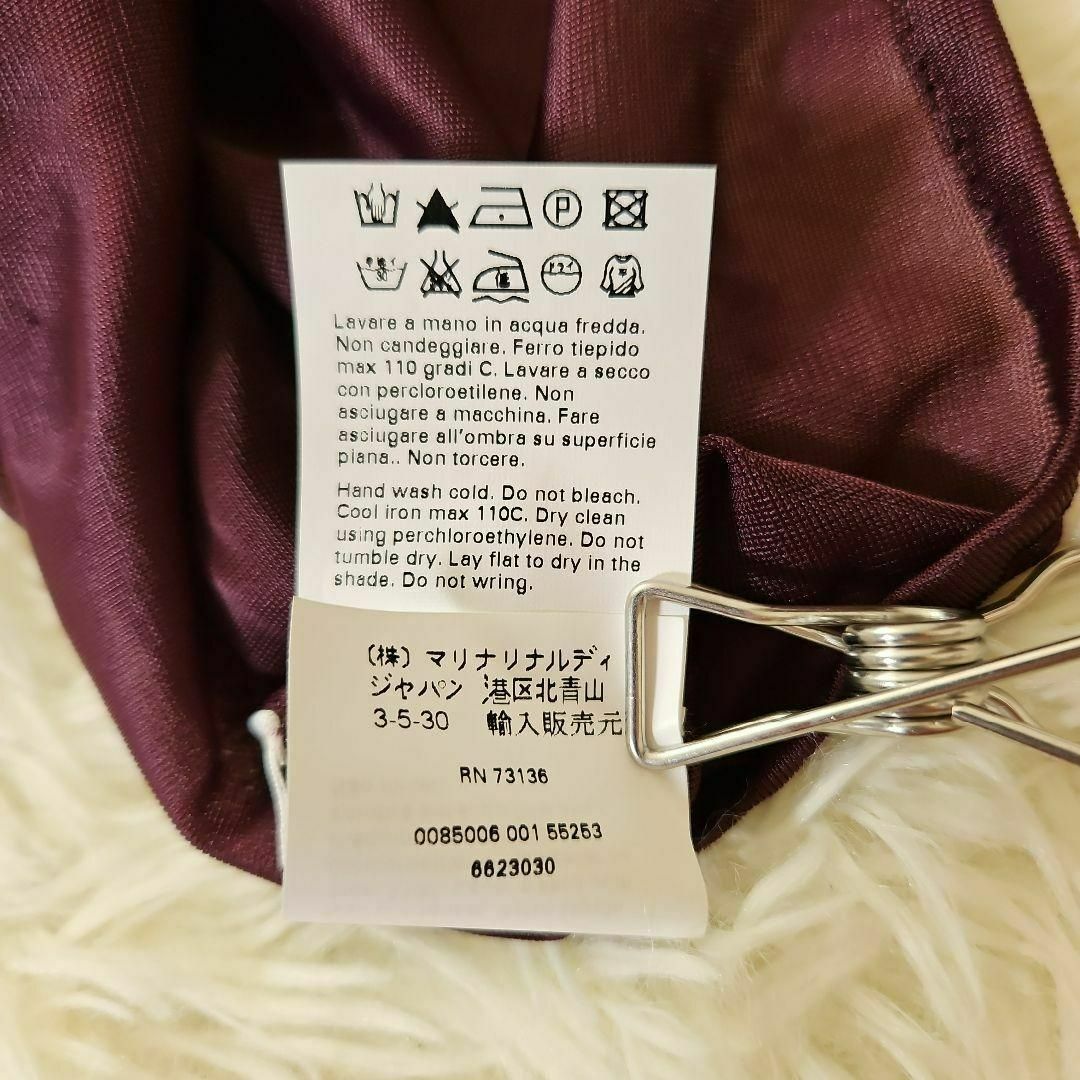 P
ドライ
Lavare a mano in acqua fredda.
Non candeggiare. Ferro tiepido
max 110 gradi C. Lavare a secco
con percloroetilene. Non
asciugare a macchina. Fare
asciugare all'ombra su superficie
piana.. Non torcere.
Hand wash cold. Do not bleach.
Cool iron max 110C. Dry clean
using perchloroethylene. Do not
tumble dry. Lay flat to dry in the
shade. Do not wring.
(株) マリナリナルディ
ジャパン 港区北青山
3-5-30 輸入販売元
RN 73136
0085006 001 55253
6623030